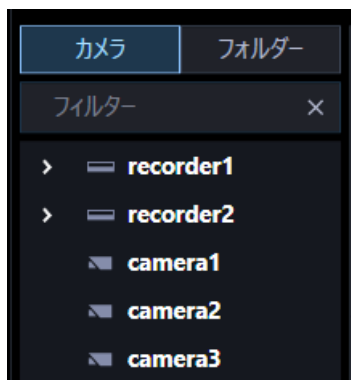 カメラ フォルダー
フィルター ×
recorder1
recorder2
camera1
camera2
camera3